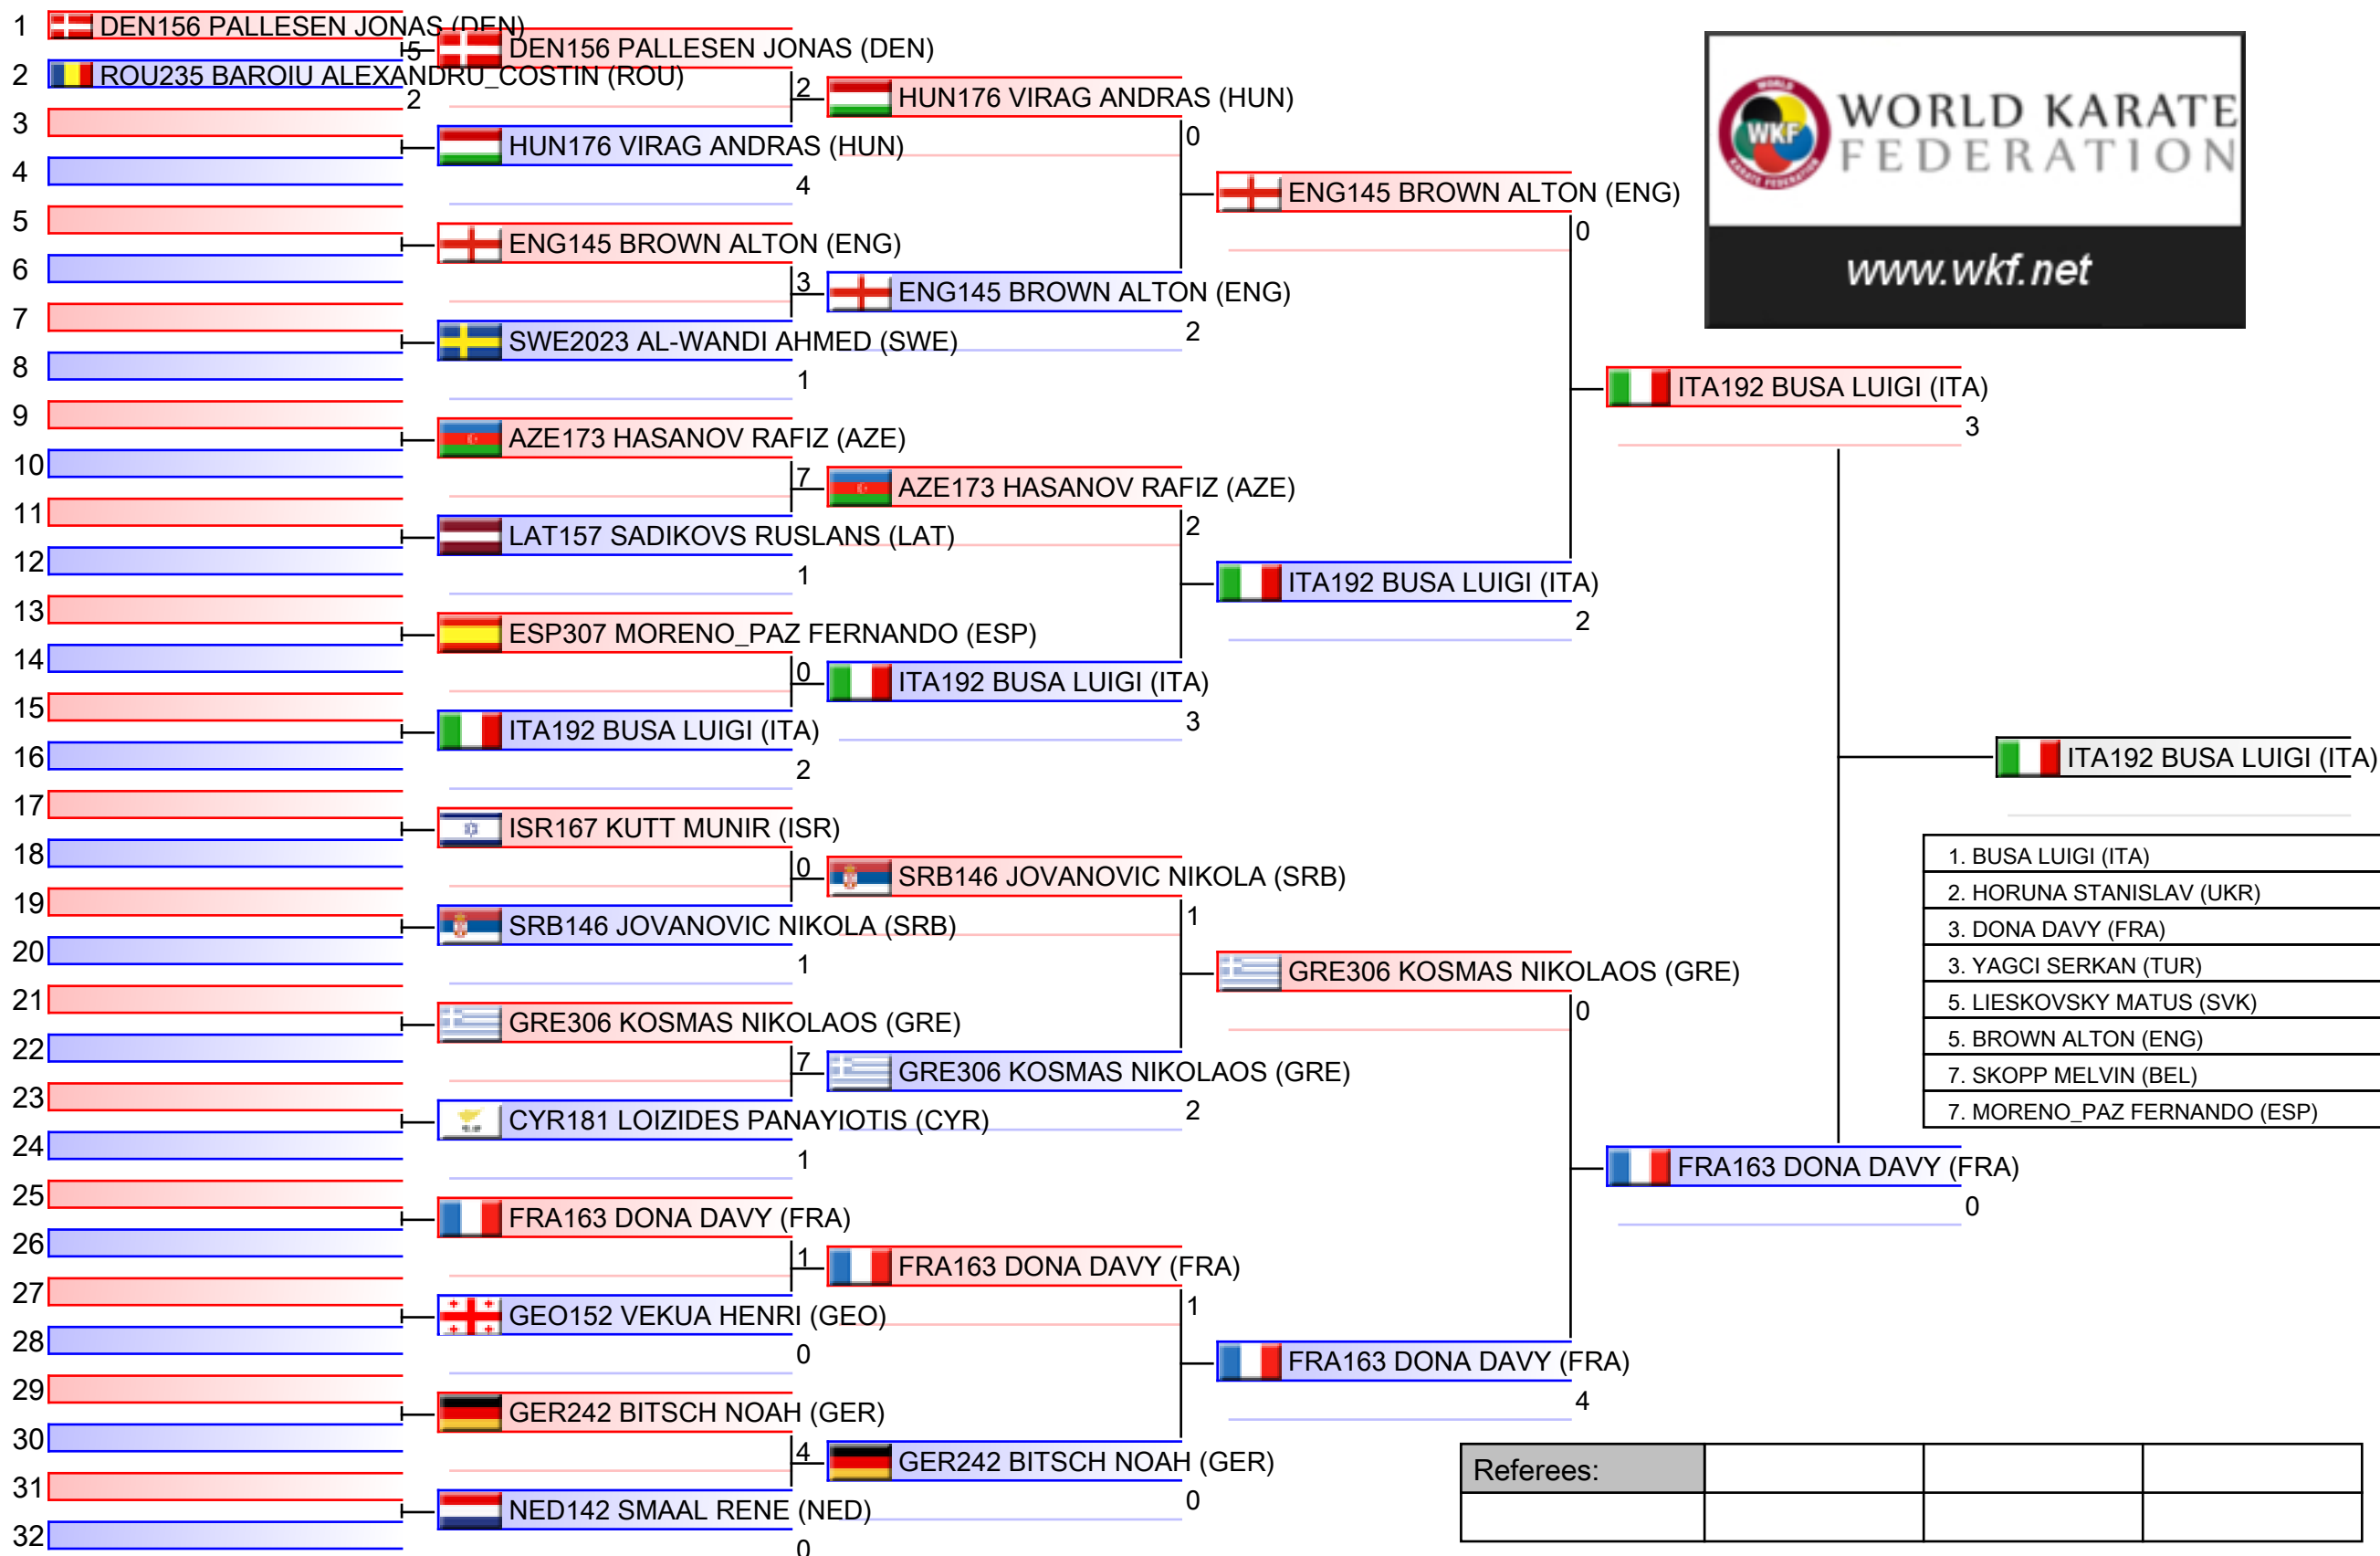 1 DEN156 PALLESEN JONAS (DEN)
5
2 ROU235 BAROIU ALEXANDRU_COSTIN (ROU)
2
3
4
5
6
7
8
9
10
11
12
13
14
15
16
17
18
19
20
21
22
23
24
25
26
27
28
29
30
31
32
DEN156 PALLESEN JONAS (DEN)
2
HUN176 VIRAG ANDRAS (HUN)
4
ENG145 BROWN ALTON (ENG)
3
SWE2023 AL-WANDI AHMED (SWE)
1
AZE173 HASANOV RAFIZ (AZE)
7
LAT157 SADIKOVS RUSLANS (LAT)
1
ESP307 MORENO_PAZ FERNANDO (ESP)
0
ITA192 BUSA LUIGI (ITA)
2
ISR167 KUTT MUNIR (ISR)
0
SRB146 JOVANOVIC NIKOLA (SRB)
1
GRE306 KOSMAS NIKOLAOS (GRE)
7
CYR181 LOIZIDES PANAYIOTIS (CYR)
1
FRA163 DONA DAVY (FRA)
1
GEO152 VEKUA HENRI (GEO)
0
GER242 BITSCH NOAH (GER)
4
NED142 SMAAL RENE (NED)
0
HUN176 VIRAG ANDRAS (HUN)
0
ENG145 BROWN ALTON (ENG)
2
AZE173 HASANOV RAFIZ (AZE)
2
ITA192 BUSA LUIGI (ITA)
3
SRB146 JOVANOVIC NIKOLA (SRB)
1
GRE306 KOSMAS NIKOLAOS (GRE)
2
FRA163 DONA DAVY (FRA)
1
GER242 BITSCH NOAH (GER)
0
ENG145 BROWN ALTON (ENG)
0
ITA192 BUSA LUIGI (ITA)
2
GRE306 KOSMAS NIKOLAOS (GRE)
0
FRA163 DONA DAVY (FRA)
4
ITA192 BUSA LUIGI (ITA)
3
FRA163 DONA DAVY (FRA)
0
ITA192 BUSA LUIGI (ITA)
WORLD
WKF
KARATE FEDERATION
WORLD KARATE
FEDERATION
www.wkf.net
1. BUSA LUIGI (ITA)
2. HORUNA STANISLAV (UKR)
3. DONA DAVY (FRA)
3. YAGCI SERKAN (TUR)
5. LIESKOVSKY MATUS (SVK)
5. BROWN ALTON (ENG)
7. SKOPP MELVIN (BEL)
7. MORENO_PAZ FERNANDO (ESP)
Referees: